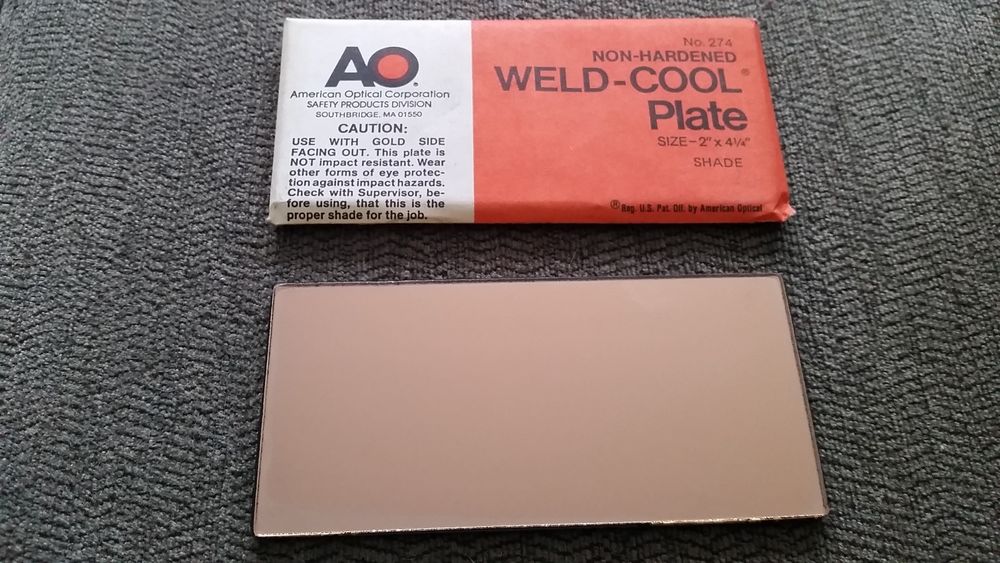 AO®
American Optical Corporation
SAFETY PRODUCTS DIVISION
SOUTHBRIDGE, MA 01550
CAUTION:
USE WITH GOLD SIDE
FACING OUT. This plate is
NOT impact resistant. Wear
other forms of eye protec-
tion against impact hazards.
Check with Supervisor, be-
fore using, that this is the
proper shade for the job.
No. 274
NON-HARDENED
WELD-COOL®
Plate
SIZE-2" x 4¼"
SHADE
® Reg. U.S. Pat. Off. by American Optical